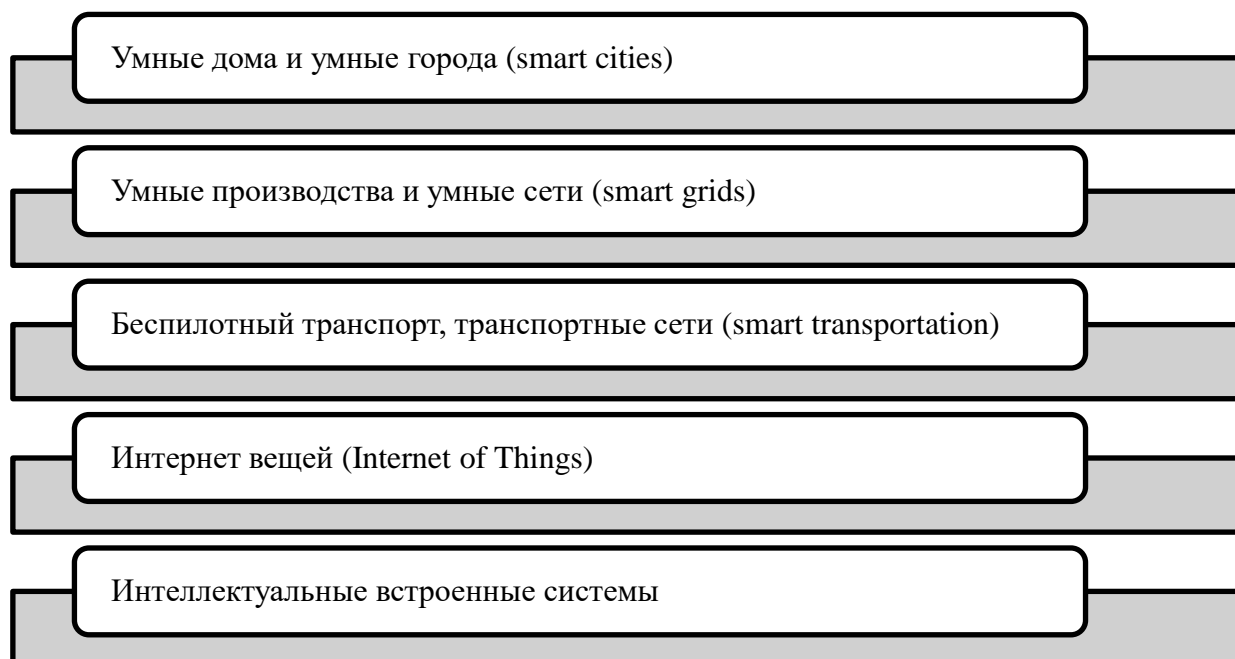 Умные дома и умные города (smart cities)
Умные производства и умные сети (smart grids)
Беспилотный транспорт, транспортные сети (smart transportation)
Интернет вещей (Internet of Things)
Интеллектуальные встроенные системы